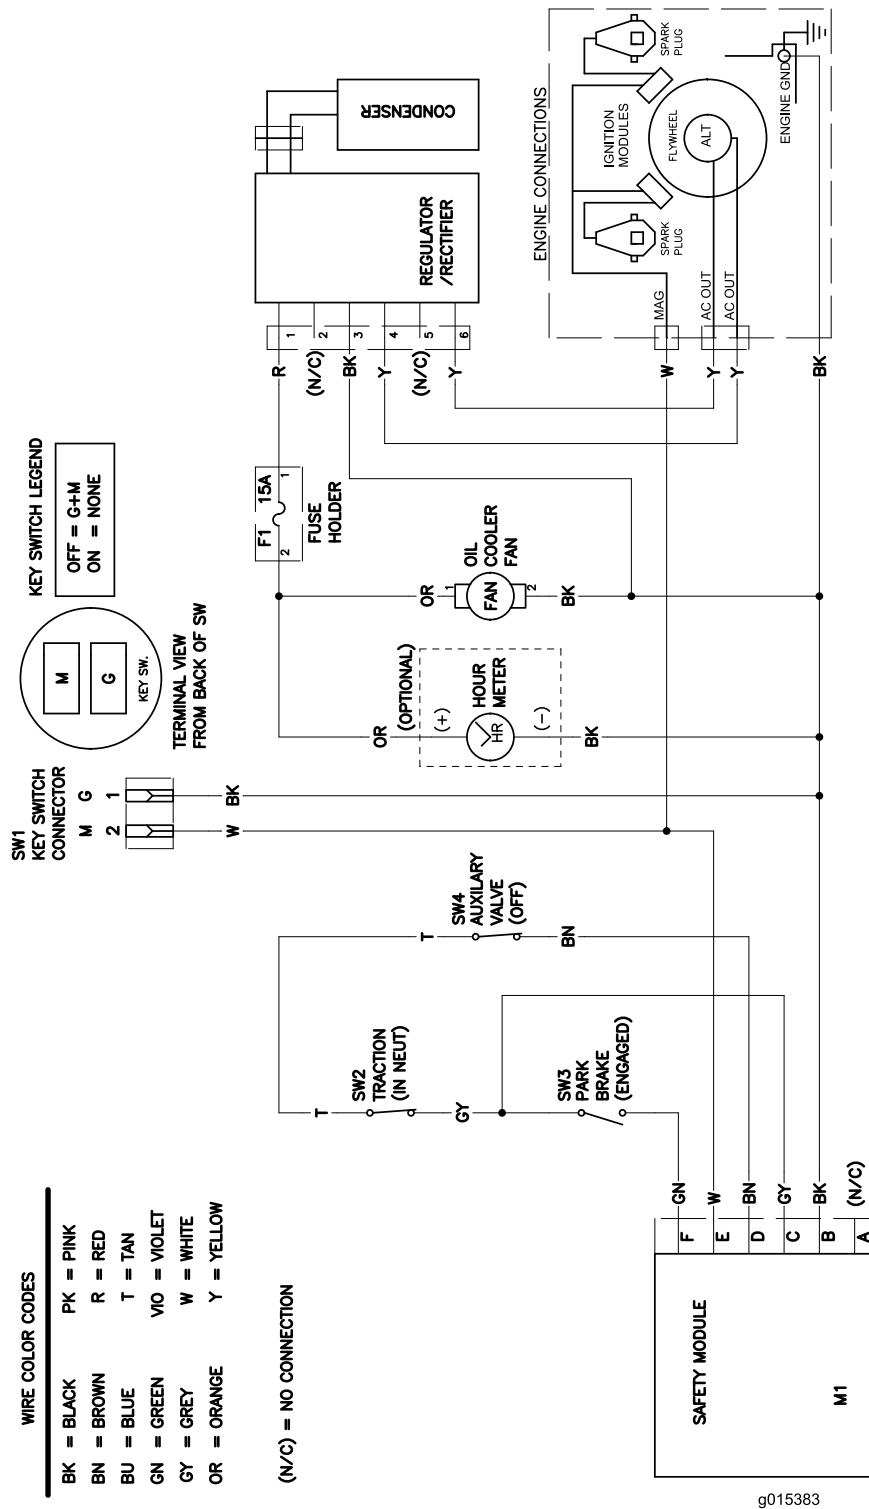 WIRE COLOR CODES
BK = BLACK PK = PINK
BN = BROWN R = RED
BU = BLUE T = TAN
GN = GREEN VIO = VIOLET
GY = GREY W = WHITE
OR = ORANGE Y = YELLOW
(N/C) = NO CONNECTION
SW1
KEY SWITCH
CONNECTOR
M G
2 1
W
BK
TERMINAL VIEW
FROM BACK OF SW
M
G
KEY SW.
KEY SWITCH LEGEND
OFF = G+M
ON = NONE
CONDENSER
REGULATOR
/RECTIFIER
1
2
3
4
5
6
R
(N/C)
BK
Y
(N/C)
Y
F1 15A
2 1
FUSE
HOLDER
OR
1
FAN
2
OIL
COOLER
FAN
BK
OR
(OPTIONAL)
(+)
HR
(-)
HOUR
METER
BK
ENGINE CONNECTIONS
SPARK
PLUG
SPARK
PLUG
IGNITION
MODULES
FLYWHEEL
ALT
ENGINE GND
MAG
AC OUT
AC OUT
W
Y
Y
BK
T
SW4
AUXILARY
VALVE
(OFF)
BN
T
SW2
TRACTION
(IN NEUT)
GY
SW3
PARK
BRAKE
(ENGAGED)
GN
W
BN
GY
BK
(N/C)
F
E
D
C
B
A
SAFETY MODULE
M1
g015383